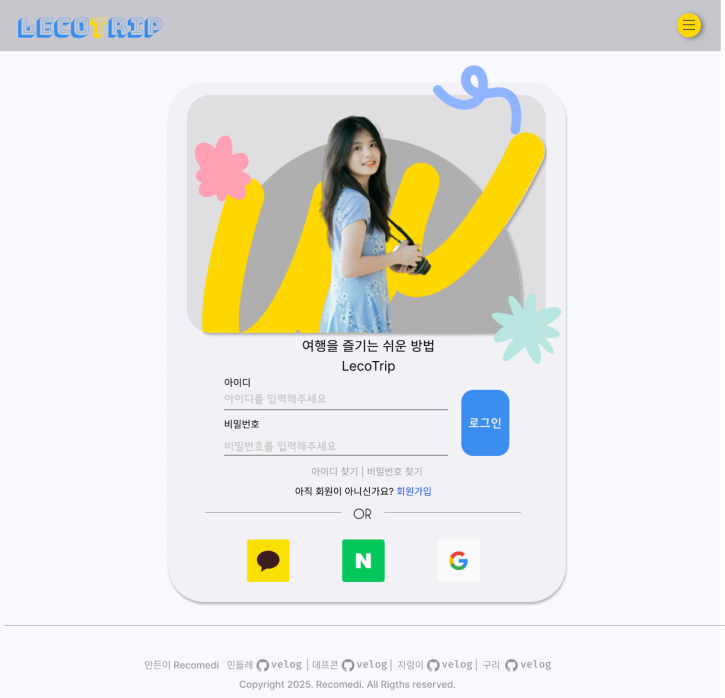 LECOTRIP
여행을 즐기는 쉬운 방법
LecoTrip
아이디
아이디를 입력해주세요
비밀번호
비밀번호를 입력해주세요
로그인
아이디 찾기 | 비밀번호 찾기
아직 회원이 아니신가요? 회원가입
OR
N
G
만든이 Recomedi 민들레 velog | 데프콘 velog | 지렁이 velog | 구리 velog
Copyright 2025. Recomedi. All Rigths reserved.